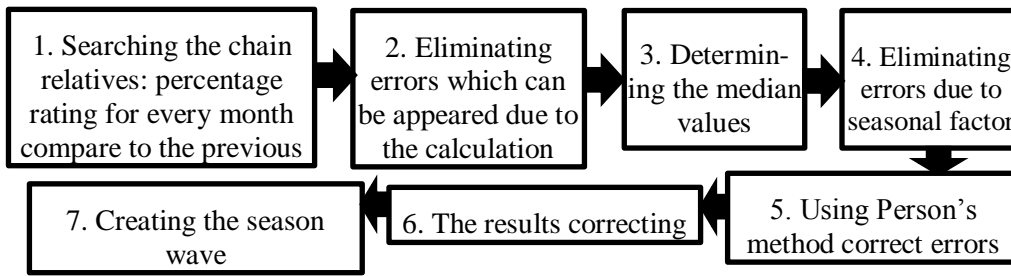 1. Searching the chain
relatives: percentage
rating for every month
compare to the previous
2. Eliminating
errors which can
be appeared due to
the calculation
3. Determin-
ing the median
values
4. Eliminating
errors due to
seasonal factor
5. Using Person’s
method correct errors
6. The results correcting
7. Creating the season
wave